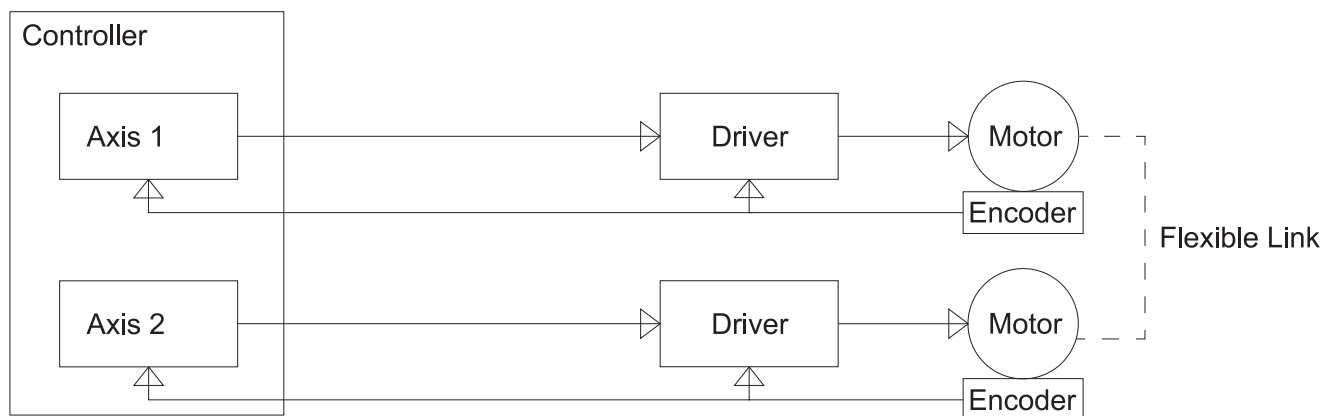 Controller
Axis 1
Driver
Motor
Encoder
Flexible Link
Axis 2
Driver
Motor
Encoder